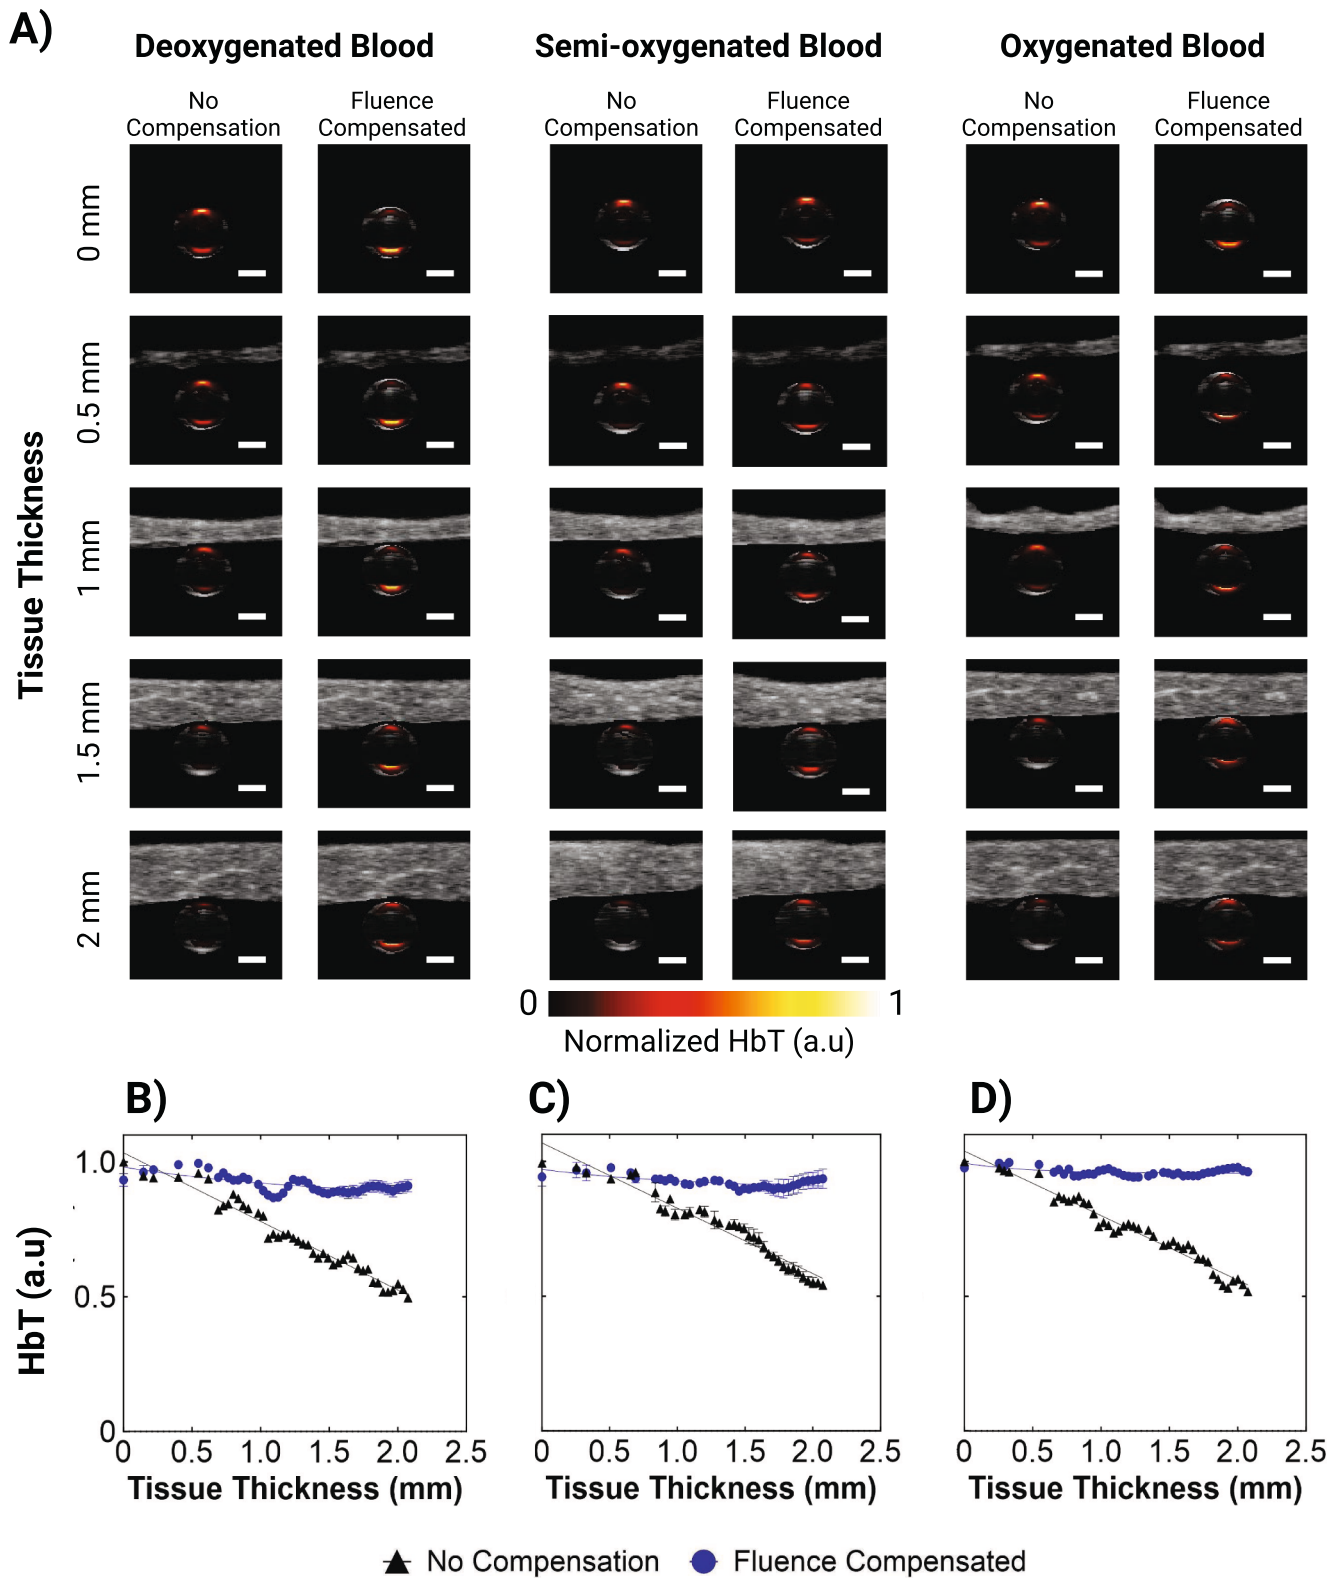 A)
Deoxygenated Blood
Semi-oxygenated Blood
Oxygenated Blood
No Compensation
Fluence Compensated
No Compensation
Fluence Compensated
No Compensation
Fluence Compensated
Tissue Thickness
0 mm
0.5 mm
1 mm
1.5 mm
2 mm
0
1
Normalized HbT (a.u)
B)
C)
D)
HbT (a.u)
1.0
0.5
0
0 0.5 1.0 1.5 2.0 2.5
0 0.5 1.0 1.5 2.0 2.5
0 0.5 1.0 1.5 2.0 2.5
Tissue Thickness (mm)
Tissue Thickness (mm)
Tissue Thickness (mm)
No Compensation
Fluence Compensated